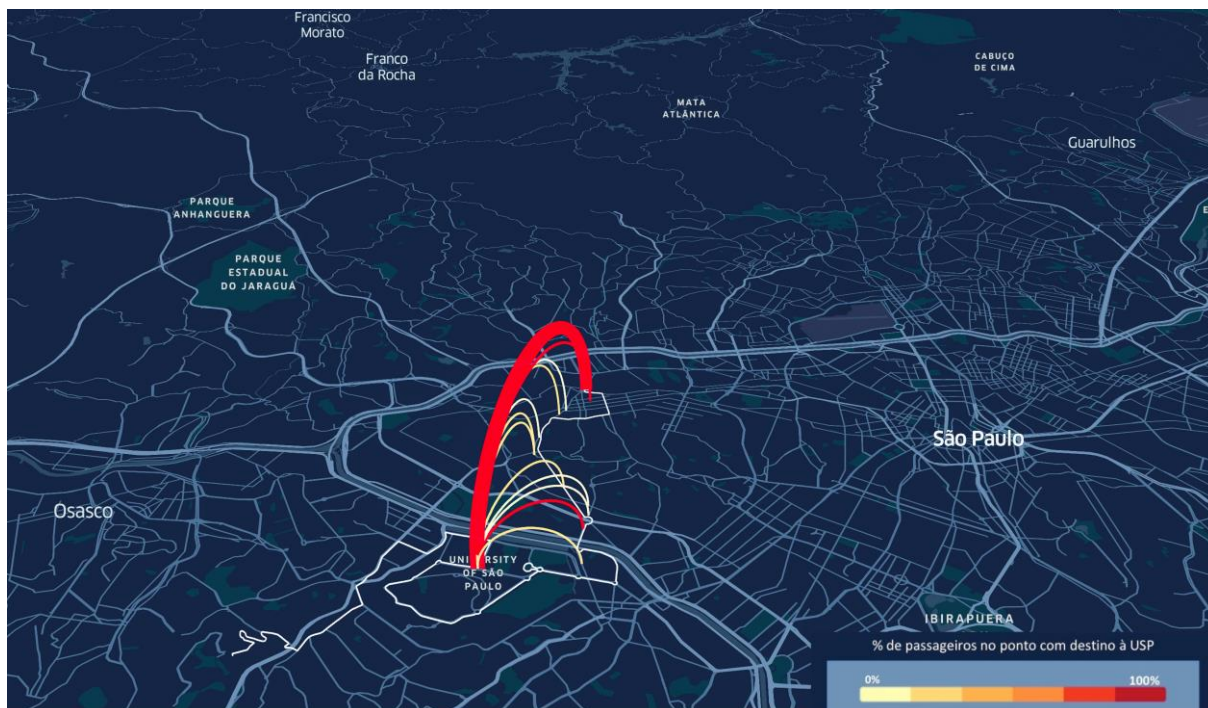 Francisco
Morato
Franco
da Rocha
CABUÇO
DE CIMA
MATA
ATLÂNTICA
Guarulhos
PARQUE
ANHANGUERA
PARQUE
ESTADUAL
DO JARAGUÁ
São Paulo
Osasco
UNIVERSITY
OF SÃO
PAULO
IBIRAPUERA
% de passageiros no ponto com destino à USP
0%
100%